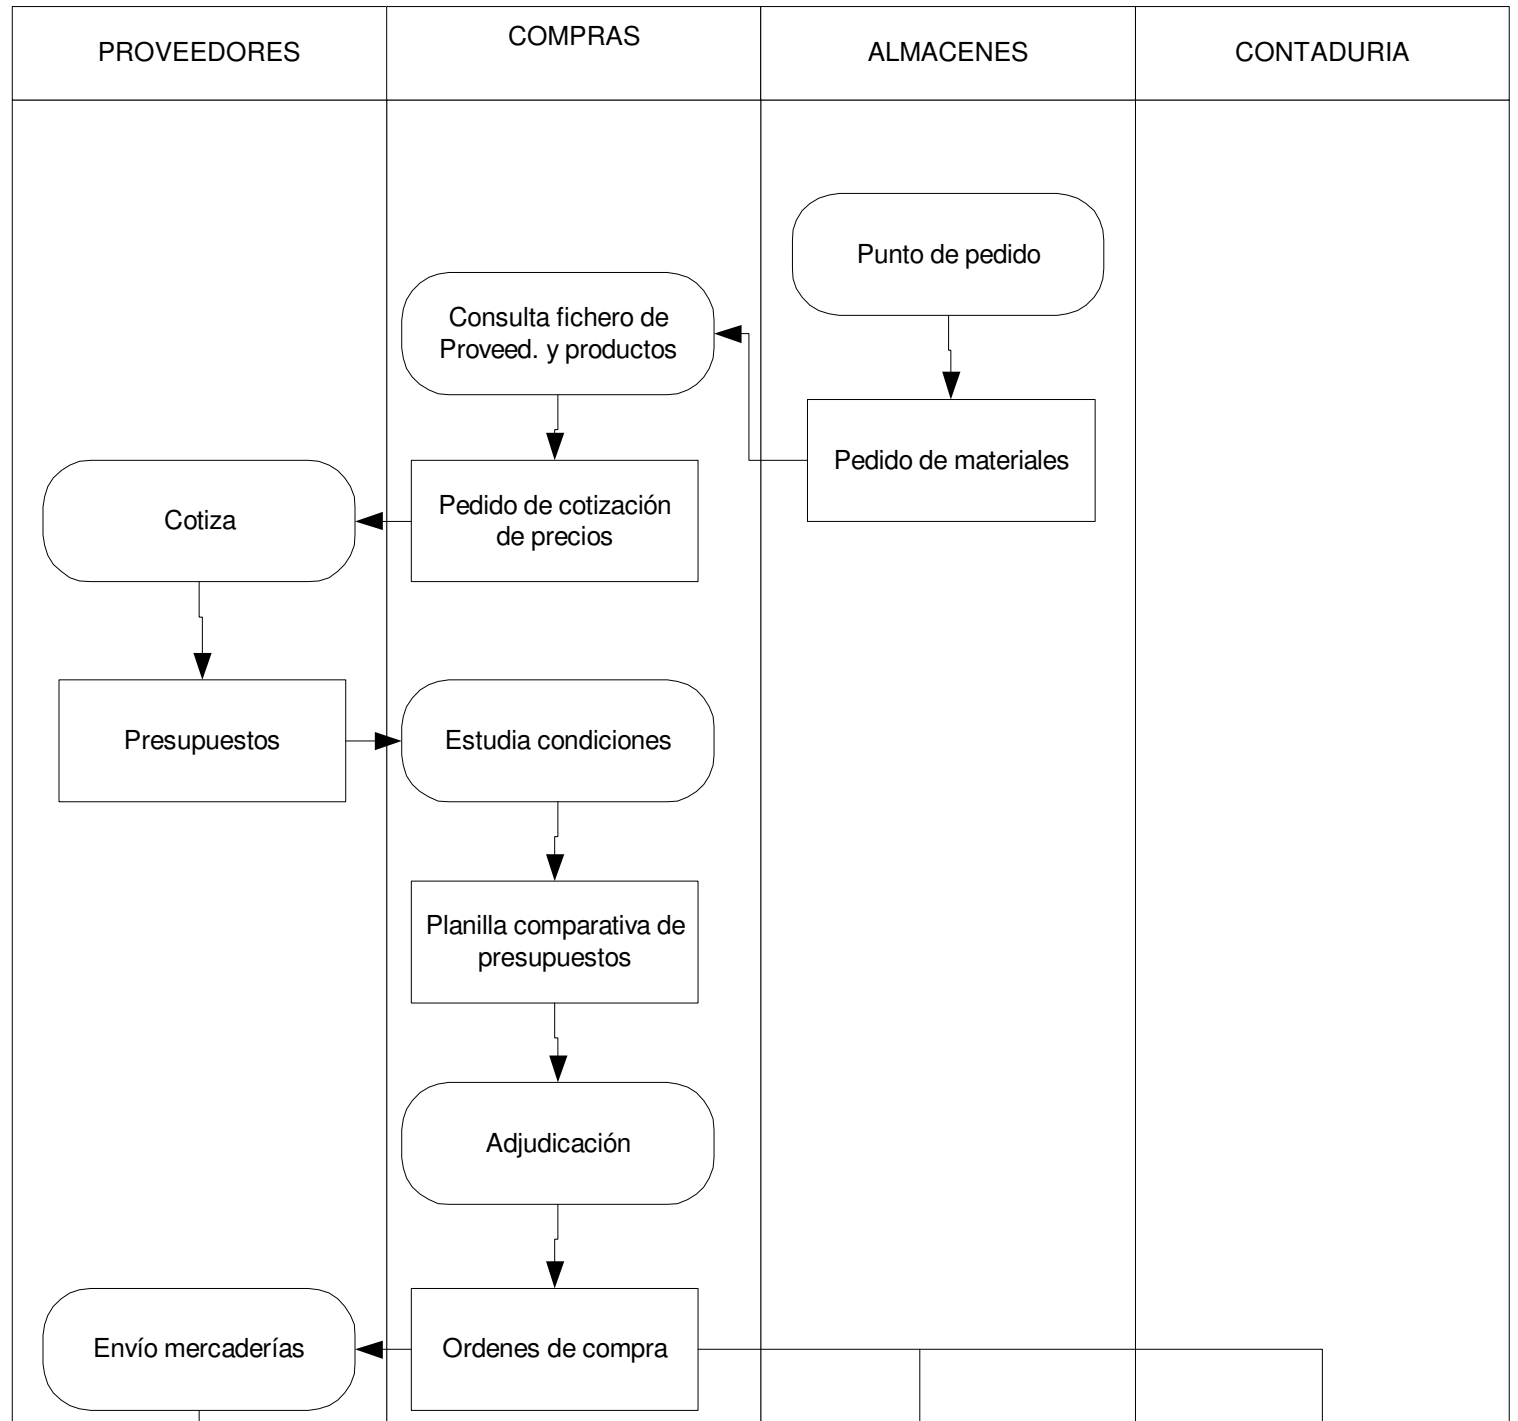 PROVEEDORES
COMPRAS
ALMACENES
CONTADURIA
Punto de pedido
Consulta fichero de
Proveed. y productos
Pedido de materiales
Cotiza
Pedido de cotización
de precios
Presupuestos
Estudia condiciones
Planilla comparativa de
presupuestos
Adjudicación
Envío mercaderías
Ordenes de compra